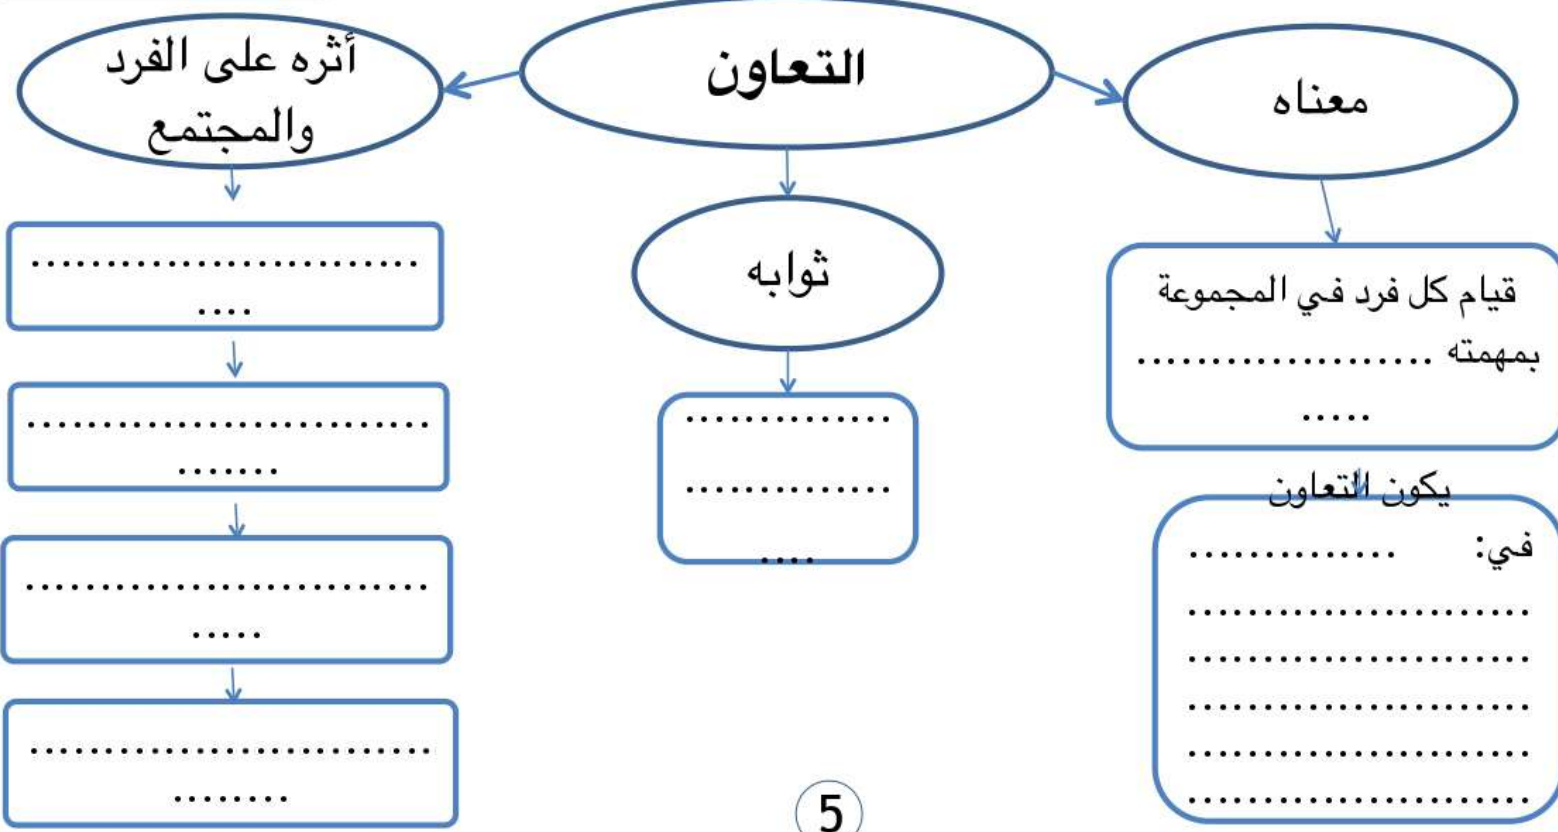 التعاون
معناه
قيام كل فرد في المجموعة
بمهمته ....................
.....
يكون التعاون
في: ..............
.......................
.......................
.......................
.......................
.......................
ثوابه
..............
..............
....
أثره على الفرد
والمجتمع
..........................
....
...........................
.......
...........................
.....
...........................
........
5